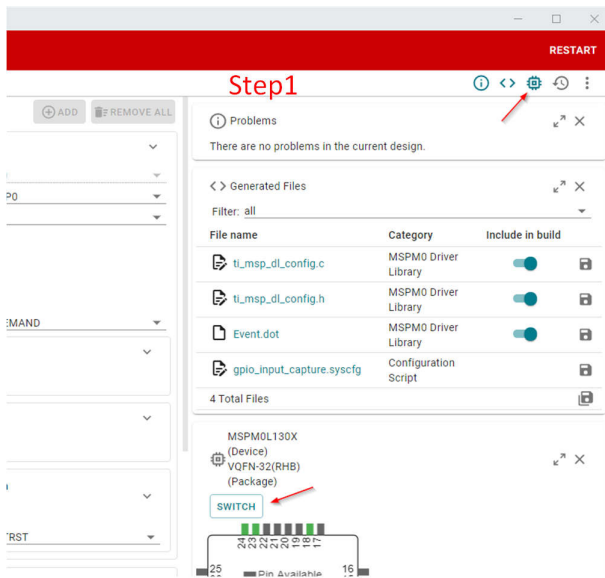 RESTART
Step1
ADD
REMOVE ALL
Problems
There are no problems in the current design.
P0
Generated Files
Filter: all
File name Category Include in build
ti_msp_dl_config.c MSPM0 Driver
Library
ti_msp_dl_config.h MSPM0 Driver
Library
EMAND
Event.dot MSPM0 Driver
Library
gpio_input_capture.syscfg Configuration
Script
4 Total Files
MSPM0L130X
(Device)
VQFN-32(RHB)
(Package)
SWITCH
TRST
24 23 22 21 20 19 18 17
25 16
Pin Available